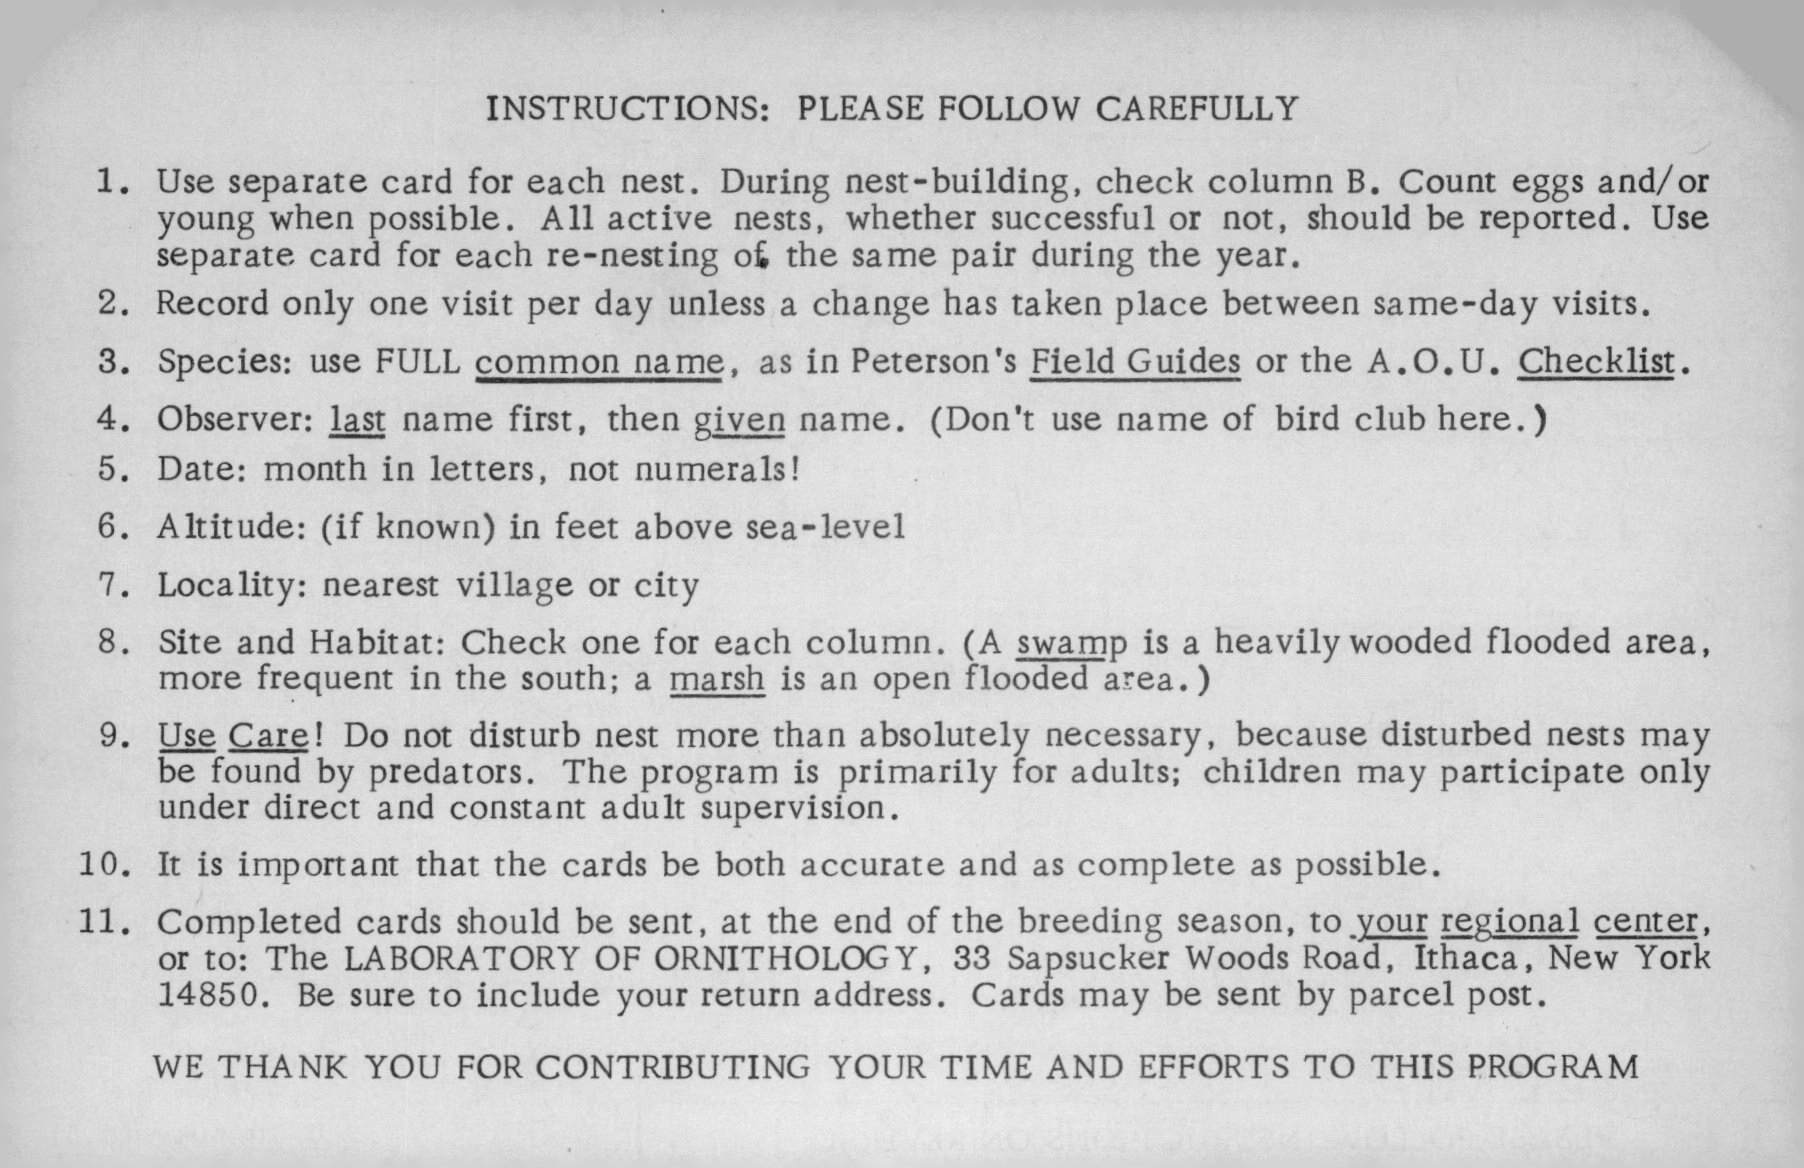 INSTRUCTIONS: PLEASE FOLLOW CAREFULLY
1. Use separate card for each nest. During nest-building, check column B. Count eggs and/or
young when possible. All active nests, whether successful or not, should be reported. Use
separate card for each re-nesting of the same pair during the year.
2. Record only one visit per day unless a change has taken place between same-day visits.
3. Species: use FULL common name, as in Peterson's Field Guides or the A.O.U. Checklist.
4. Observer: last name first, then given name. (Don't use name of bird club here.)
5. Date: month in letters, not numerals!
6. Altitude: (if known) in feet above sea-level
7. Locality: nearest village or city
8. Site and Habitat: Check one for each column. (A swamp is a heavily wooded flooded area,
more frequent in the south; a marsh is an open flooded area.)
9. Use Care! Do not disturb nest more than absolutely necessary, because disturbed nests may
be found by predators. The program is primarily for adults; children may participate only
under direct and constant adult supervision.
10. It is important that the cards be both accurate and as complete as possible.
11. Completed cards should be sent, at the end of the breeding season, to your regional center,
or to: The LABORATORY OF ORNITHOLOGY, 33 Sapsucker Woods Road, Ithaca, New York
14850. Be sure to include your return address. Cards may be sent by parcel post.
WE THANK YOU FOR CONTRIBUTING YOUR TIME AND EFFORTS TO THIS PROGRAM